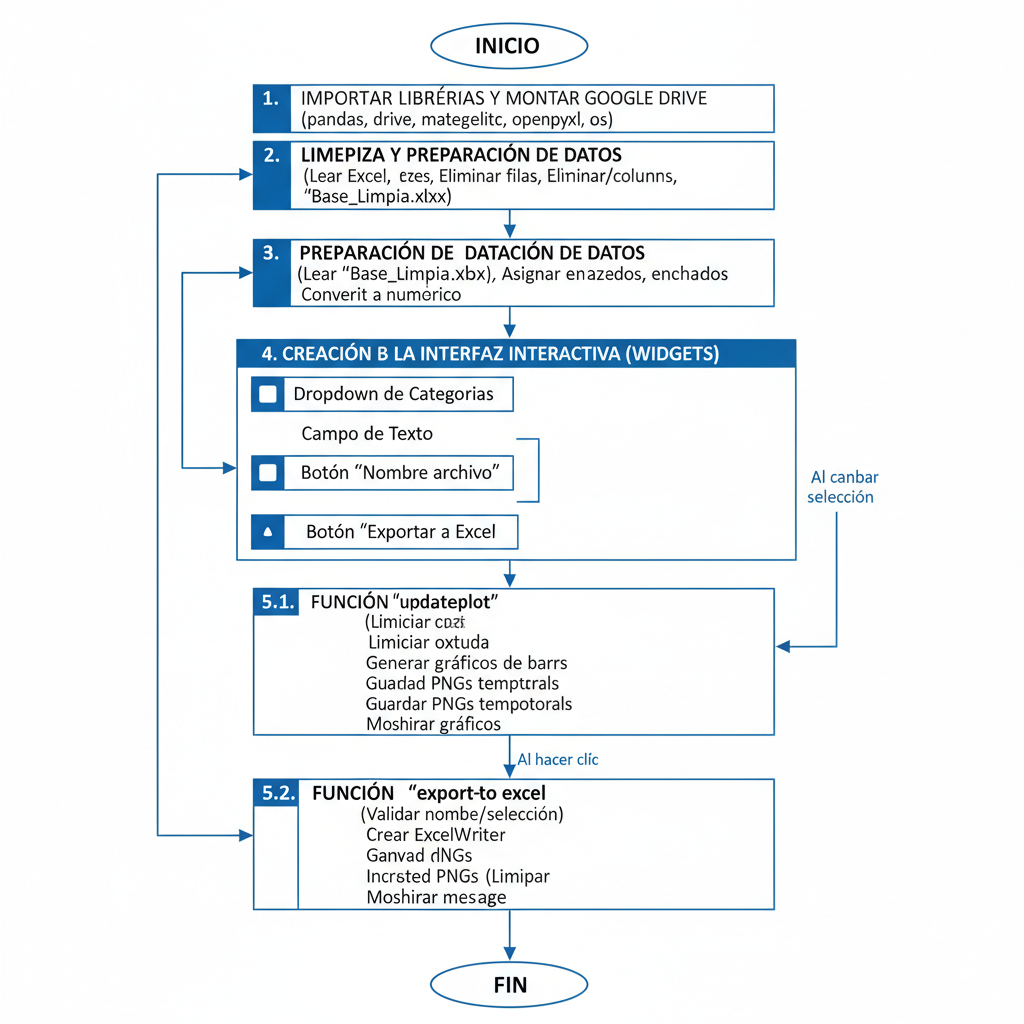 INICIO
1. IMPORTAR LIBRÉRIAS Y MONTAR GOOGLE DRIVE
(pandas, drive, mategelitc, openpyxl, os)
2. LIMEPIZA Y PREPARACIÓN DE DATOS
(Lear Excel, ezes, Eliminar filas, Elininar/columns,
"Base_Limpia.xlxx)
3. PREPARACIÓN DE DATACIÓN DE DATOS
(Lear "Base_Limpia.xbx), Asignar enazedos, enchados
Converit a numérico
4. CREACIÓN B LA INTERFAZ INTERACTIVA (WIDGETS)
Dropdown de Categorias
Campo de Texto
Botón "Nombre archivo"
Botón "Exportar a Excel
Al canbar
selección
5.1. FUNCIÓN "updateplot"
(Limiciar
Limiciar oxtuda
Generar gráficos de barrs
Guadad PNGs temptrals
Guardar PNGs tempotorals
Moshirar gráficos
Al hacer clíc
5.2. FUNCIÓN "export-to excel
(Validar nombe/selección)
Crear ExcelWriter
Ganvad dNGs
Incrsted PNGs (Limipar
Moshirar mesage
FIN